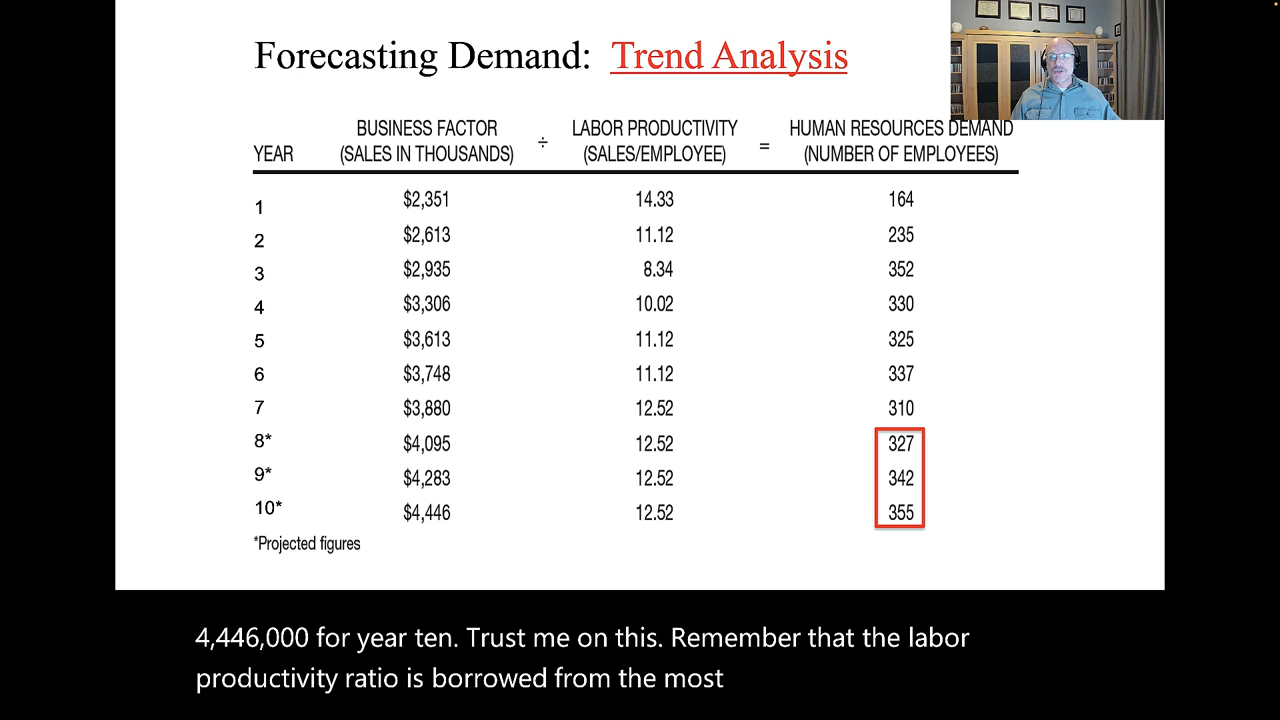 Forecasting Demand: Trend Analysis
YEAR BUSINESS FACTOR (SALES IN THOUSANDS) ÷ LABOR PRODUCTIVITY (SALES/EMPLOYEE) = HUMAN RESOURCES DEMAND (NUMBER OF EMPLOYEES)
1 $2,351 14.33 164
2 $2,613 11.12 235
3 $2,935 8.34 352
4 $3,306 10.02 330
5 $3,613 11.12 325
6 $3,748 11.12 337
7 $3,880 12.52 310
8* $4,095 12.52 327
9* $4,283 12.52 342
10* $4,446 12.52 355
*Projected figures
4,446,000 for year ten. Trust me on this. Remember that the labor
productivity ratio is borrowed from the most